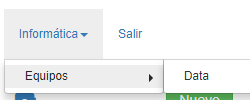 Informática Salir
Equipos Data
Nuevo